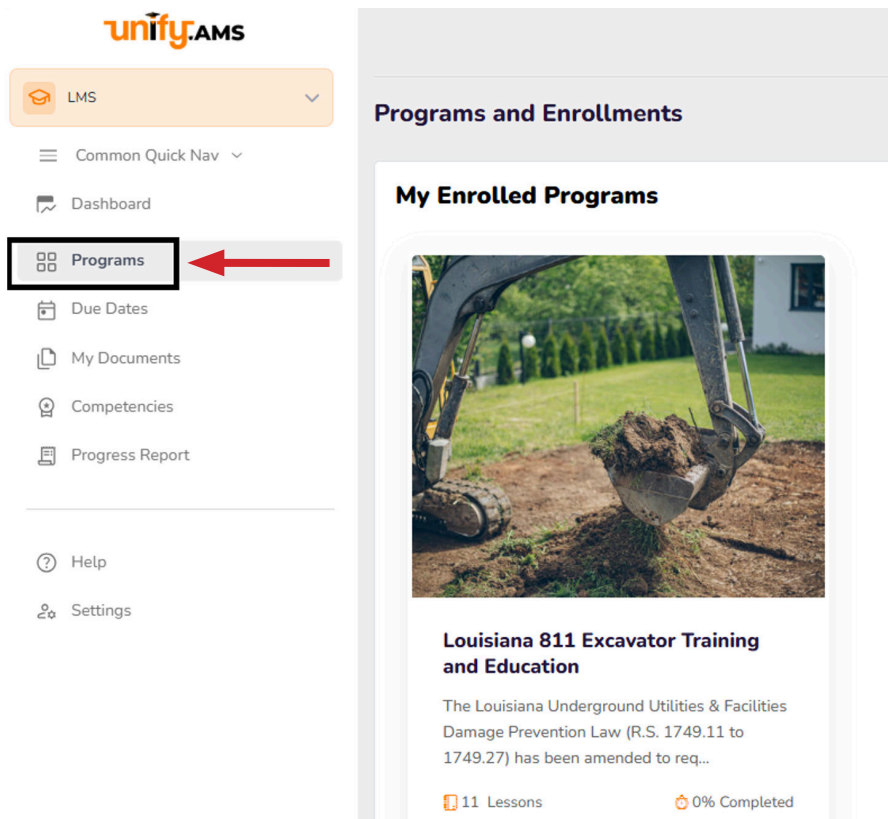 unify.AMS
LMS
Common Quick Nav
Dashboard
Programs
Due Dates
My Documents
Competencies
Progress Report
Help
Settings
Programs and Enrollments
My Enrolled Programs
Louisiana 811 Excavator Training
and Education
The Louisiana Underground Utilities & Facilities
Damage Prevention Law (R.S. 1749.11 to
1749.27) has been amended to req...
11 Lessons
0% Completed